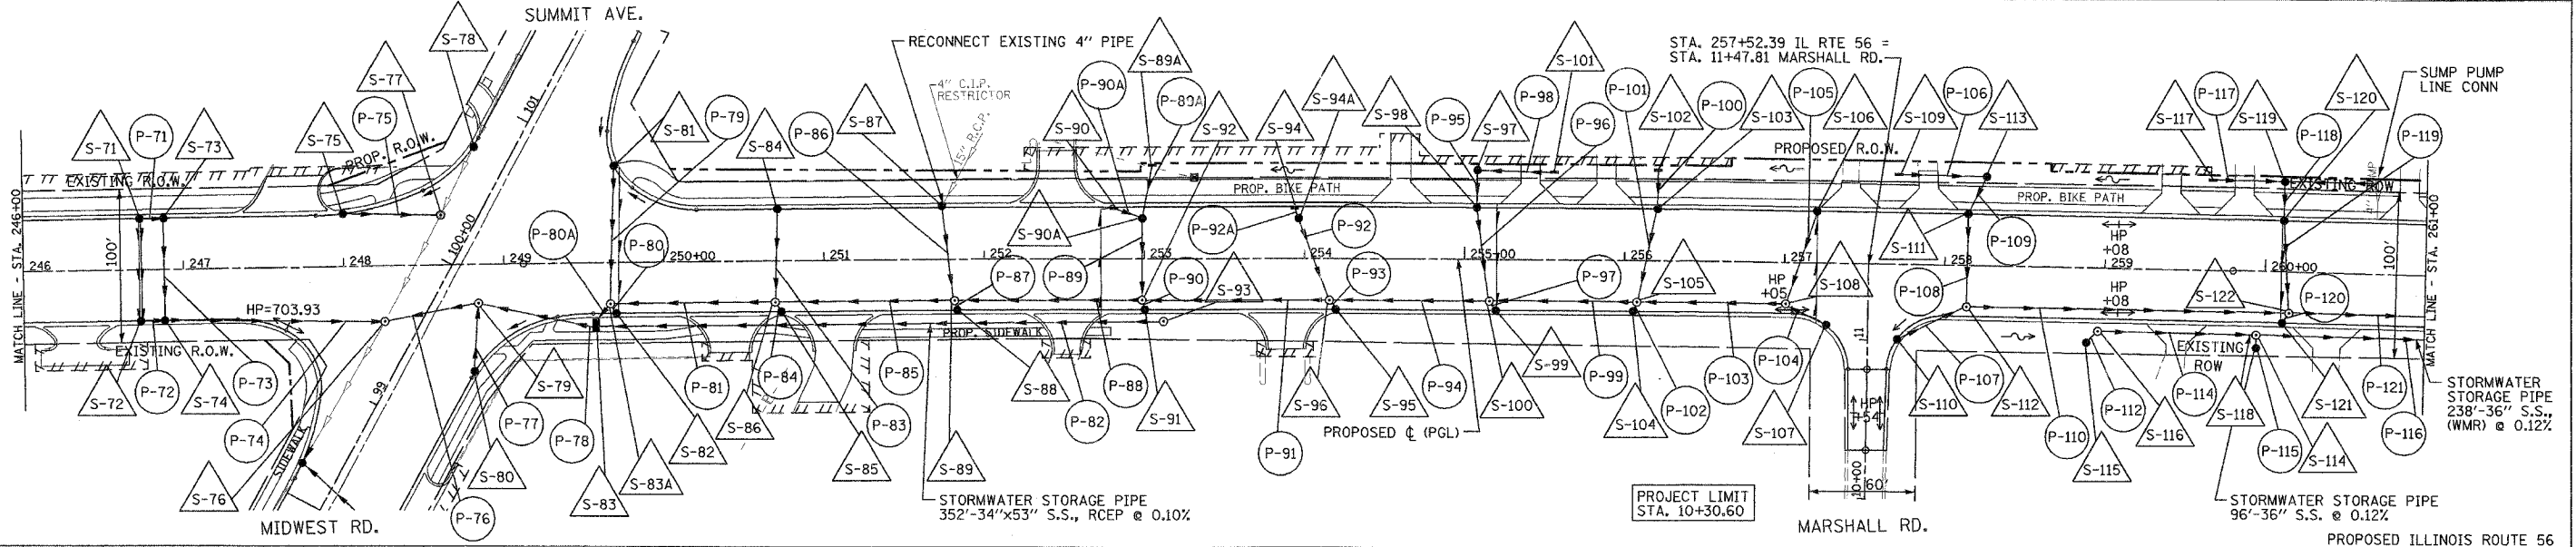 SUMMIT AVE.
S-78
S-77
S-71
P-71
S-73
S-75
P-75
PROP. R.O.W.
EXISTING R.O.W.
101
S-81
P-79
S-84
P-86
S-87
RECONNECT EXISTING 4" PIPE
4" C.I.P.
RESTRICTOR
15" R.C.P.
S-90
P-90A
S-89A
P-89A
S-92
S-94
S-94A
S-98
P-95
S-97
P-98
S-101
P-96
P-101
S-102
P-100
S-103
P-105
S-106
STA. 257+52.39 IL RTE 56 =
STA. 11+47.81 MARSHALL RD.
S-109
P-106
S-113
S-117
P-117
S-119
S-120
P-118
P-119
SUMP PUMP
LINE CONN
PROPOSED R.O.W.
PROP. BIKE PATH
PROP. BIKE PATH
EXISTING ROW
MATCH LINE - STA. 246+00
100'
246
247
248
249
250+00
251
252
253
254
255+00
256
257
258
259
260+00
100+00
P-80A
P-80
S-90A
P-89
P-87
P-90
S-93
P-92A
P-92
P-93
P-97
S-105
HP
+05
S-108
S-111
P-109
P-108
HP
+08
HP
+08
S-122
P-120
100'
MATCH LINE - STA. 261+00
HP=703.93
EXISTING R.O.W.
PROP. SIDEWALK
99
11
S-72
P-72
S-74
P-73
P-74
S-76
SIDEWALK
P-76
S-80
P-77
S-79
P-78
S-83
S-83A
S-82
P-81
S-86
P-84
P-83
S-85
P-85
S-89
S-88
P-82
P-88
S-91
P-91
S-96
S-95
P-94
S-100
S-99
P-99
S-104
P-102
P-103
P-104
S-107
HP
+54
S-110
P-107
S-112
P-110
S-115
P-112
S-116
P-114
S-118
P-115
S-114
S-121
P-121
P-116
EXISTING
ROW
PROPOSED ℄ (PGL)
STORMWATER
STORAGE PIPE
238'-36" S.S.,
(WMR) @ 0.12%
STORMWATER STORAGE PIPE
352'-34"x53" S.S., RCEP @ 0.10%
PROJECT LIMIT
STA. 10+30.60
10+00
60'
STORMWATER STORAGE PIPE
96'-36" S.S. @ 0.12%
MIDWEST RD.
MARSHALL RD.
PROPOSED ILLINOIS ROUTE 56